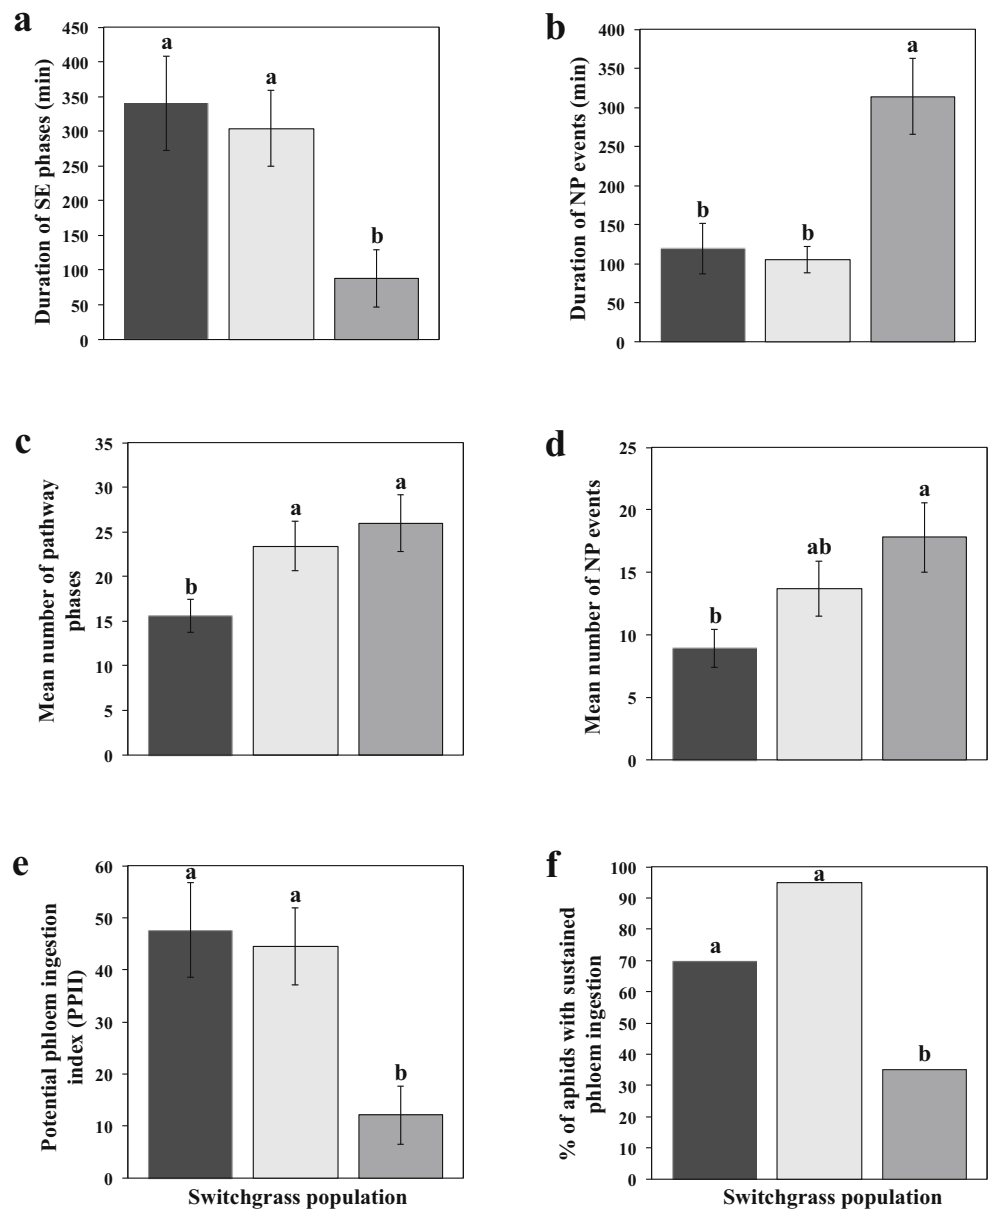 a
Duration of SE phases (min)
450
400
350
300
250
200
150
100
50
0
a
a
b
b
Duration of NP events (min)
400
350
300
250
200
150
100
50
0
b
b
a
c
Mean number of pathway
phases
35
30
25
20
15
10
5
0
b
a
a
d
Mean number of NP events
25
20
15
10
5
0
b
ab
a
e
Potential phloem ingestion
index (PPII)
60
50
40
30
20
10
0
a
a
b
Switchgrass population
f
% of aphids with sustained
phloem ingestion
100
90
80
70
60
50
40
30
20
10
0
a
a
b
Switchgrass population